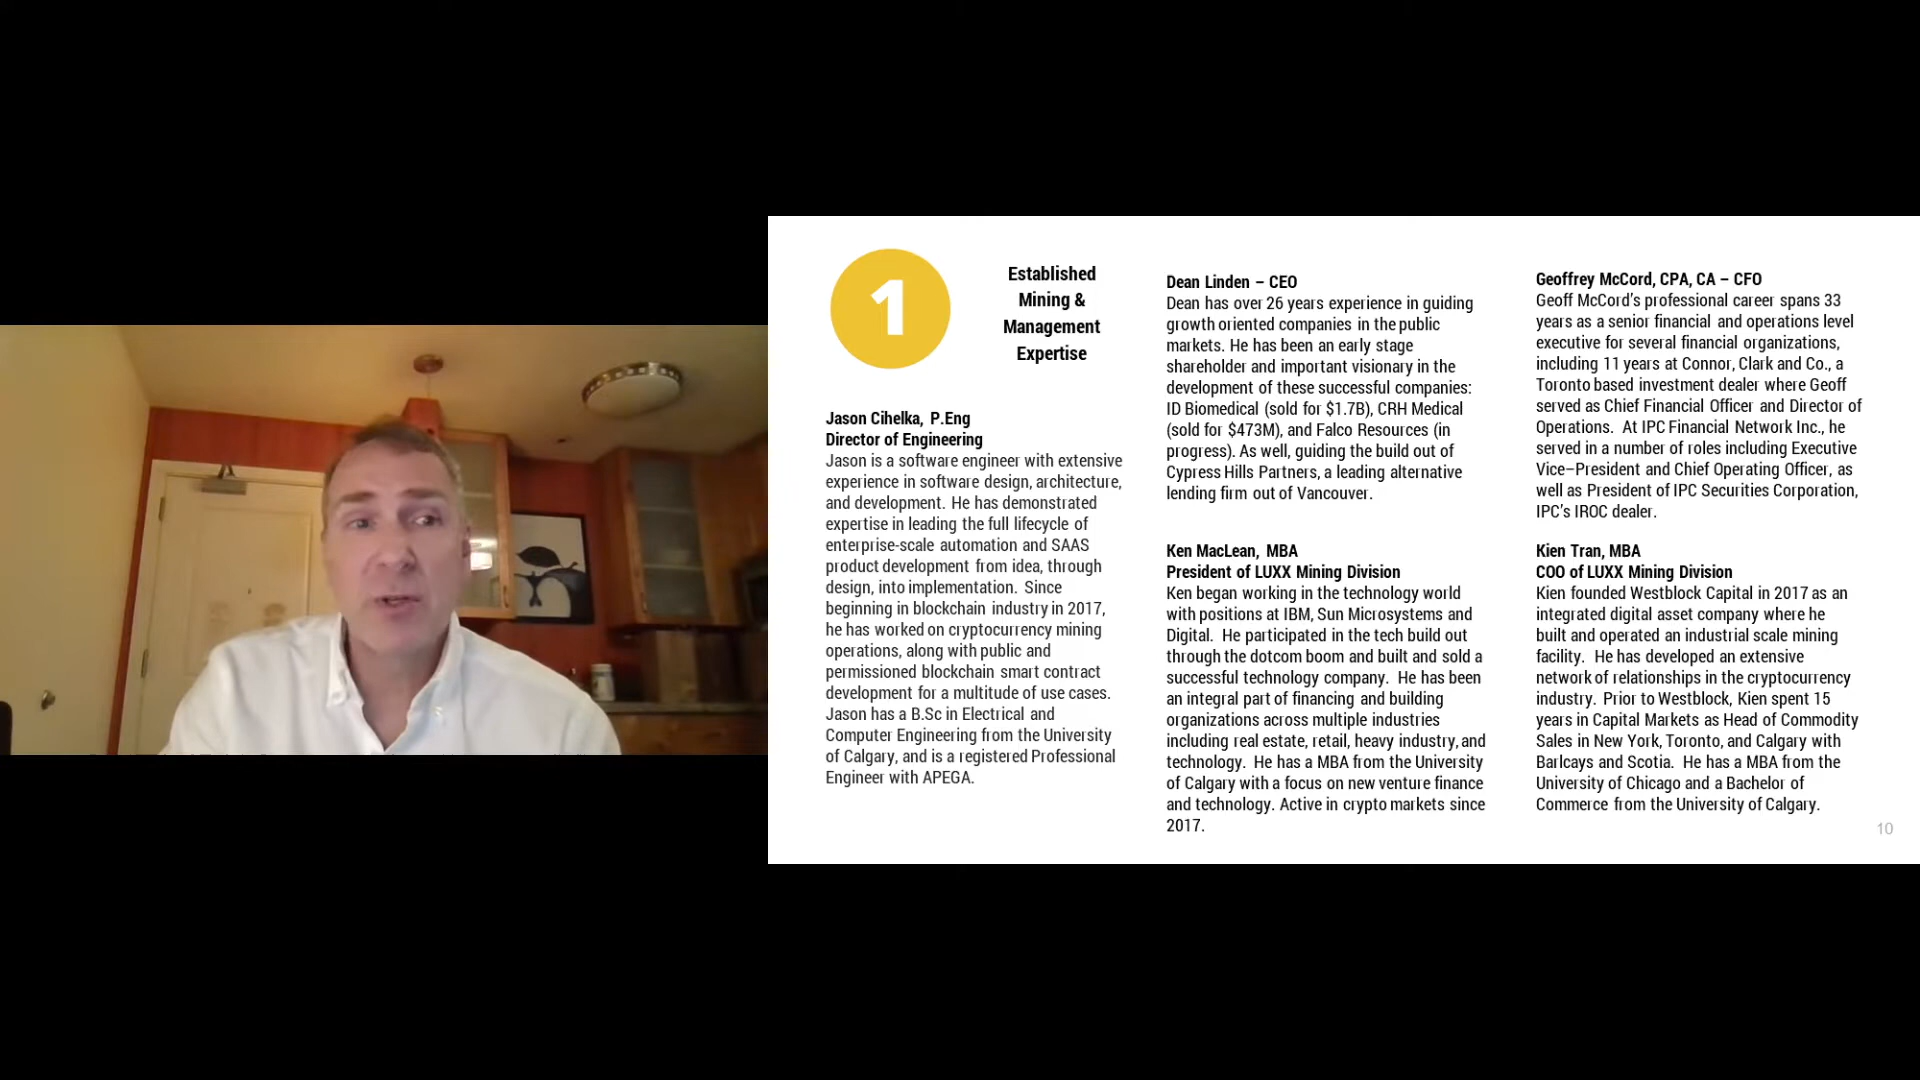 1
Established
Mining &
Management
Expertise
Jason Cihelka, P.Eng
Director of Engineering
Jason is a software engineer with extensive
experience in software design, architecture,
and development. He has demonstrated
expertise in leading the full lifecycle of
enterprise-scale automation and SAAS
product development from idea, through
design, into implementation. Since
beginning in blockchain industry in 2017,
he has worked on cryptocurrency mining
operations, along with public and
permissioned blockchain smart contract
development for a multitude of use cases.
Jason has a B.Sc in Electrical and
Computer Engineering from the University
of Calgary, and is a registered Professional
Engineer with APEGA.
Dean Linden – CEO
Dean has over 26 years experience in guiding
growth oriented companies in the public
markets. He has been an early stage
shareholder and important visionary in the
development of these successful companies:
ID Biomedical (sold for $1.7B), CRH Medical
(sold for $473M), and Falco Resources (in
progress). As well, guiding the build out of
Cypress Hills Partners, a leading alternative
lending firm out of Vancouver.
Ken MacLean, MBA
President of LUXX Mining Division
Ken began working in the technology world
with positions at IBM, Sun Microsystems and
Digital. He participated in the tech build out
through the dotcom boom and built and sold a
successful technology company. He has been
an integral part of financing and building
organizations across multiple industries
including real estate, retail, heavy industry, and
technology. He has a MBA from the University
of Calgary with a focus on new venture finance
and technology. Active in crypto markets since
2017.
Geoffrey McCord, CPA, CA – CFO
Geoff McCord's professional career spans 33
years as a senior financial and operations level
executive for several financial organizations,
including 11 years at Connor, Clark and Co., a
Toronto based investment dealer where Geoff
served as Chief Financial Officer and Director of
Operations. At IPC Financial Network Inc., he
served in a number of roles including Executive
Vice–President and Chief Operating Officer, as
well as President of IPC Securities Corporation,
IPC's IROC dealer.
Kien Tran, MBA
COO of LUXX Mining Division
Kien founded Westblock Capital in 2017 as an
integrated digital asset company where he
built and operated an industrial scale mining
facility. He has developed an extensive
network of relationships in the cryptocurrency
industry. Prior to Westblock, Kien spent 15
years in Capital Markets as Head of Commodity
Sales in New York, Toronto, and Calgary with
Barlcays and Scotia. He has a MBA from the
University of Chicago and a Bachelor of
Commerce from the University of Calgary.
10